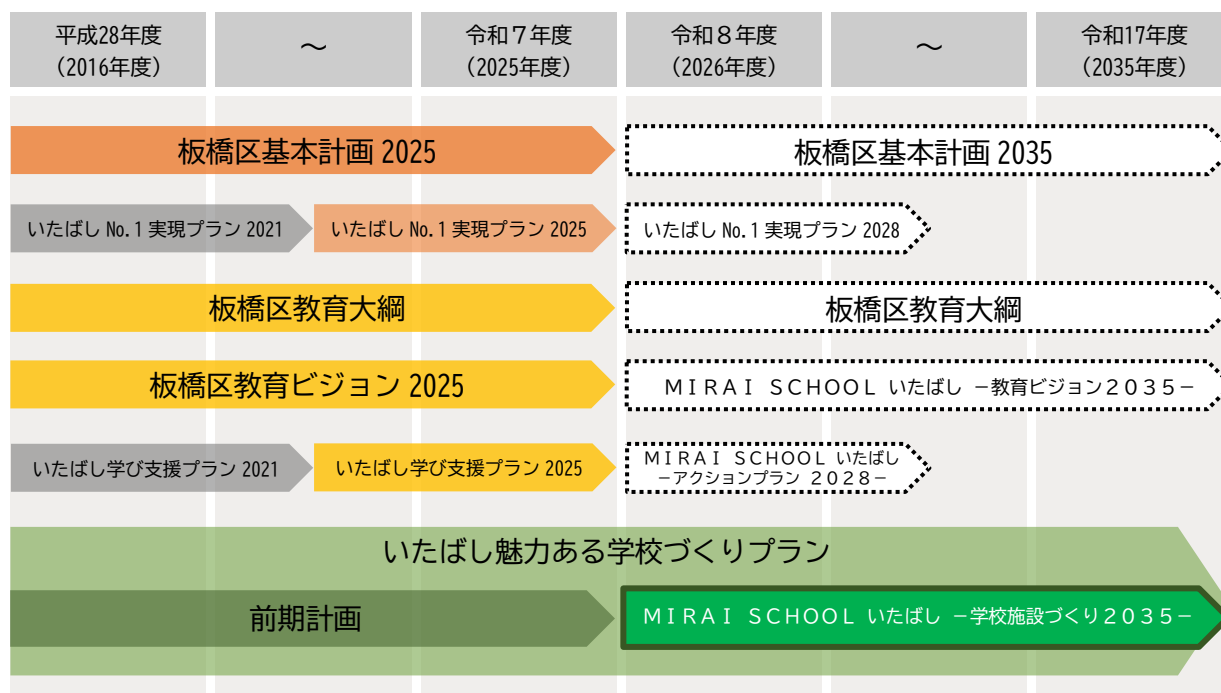 平成28年度
（2016年度）
～
令和７年度
（2025年度）
令和８年度
（2026年度）
～
令和17年度
（2035年度）
板橋区基本計画 2025
板橋区基本計画 2035
いたばし No.1 実現プラン 2021
いたばし No.1 実現プラン 2025
いたばし No.1 実現プラン 2028
板橋区教育大綱
板橋区教育大綱
板橋区教育ビジョン 2025
ＭＩＲＡＩ ＳＣＨＯＯＬ いたばし －教育ビジョン２０３５－
いたばし学び支援プラン 2021
いたばし学び支援プラン 2025
ＭＩＲＡＩ ＳＣＨＯＯＬ いたばし
－アクションプラン ２０２８－
いたばし魅力ある学校づくりプラン
前期計画
ＭＩＲＡＩ ＳＣＨＯＯＬ いたばし －学校施設づくり２０３５－